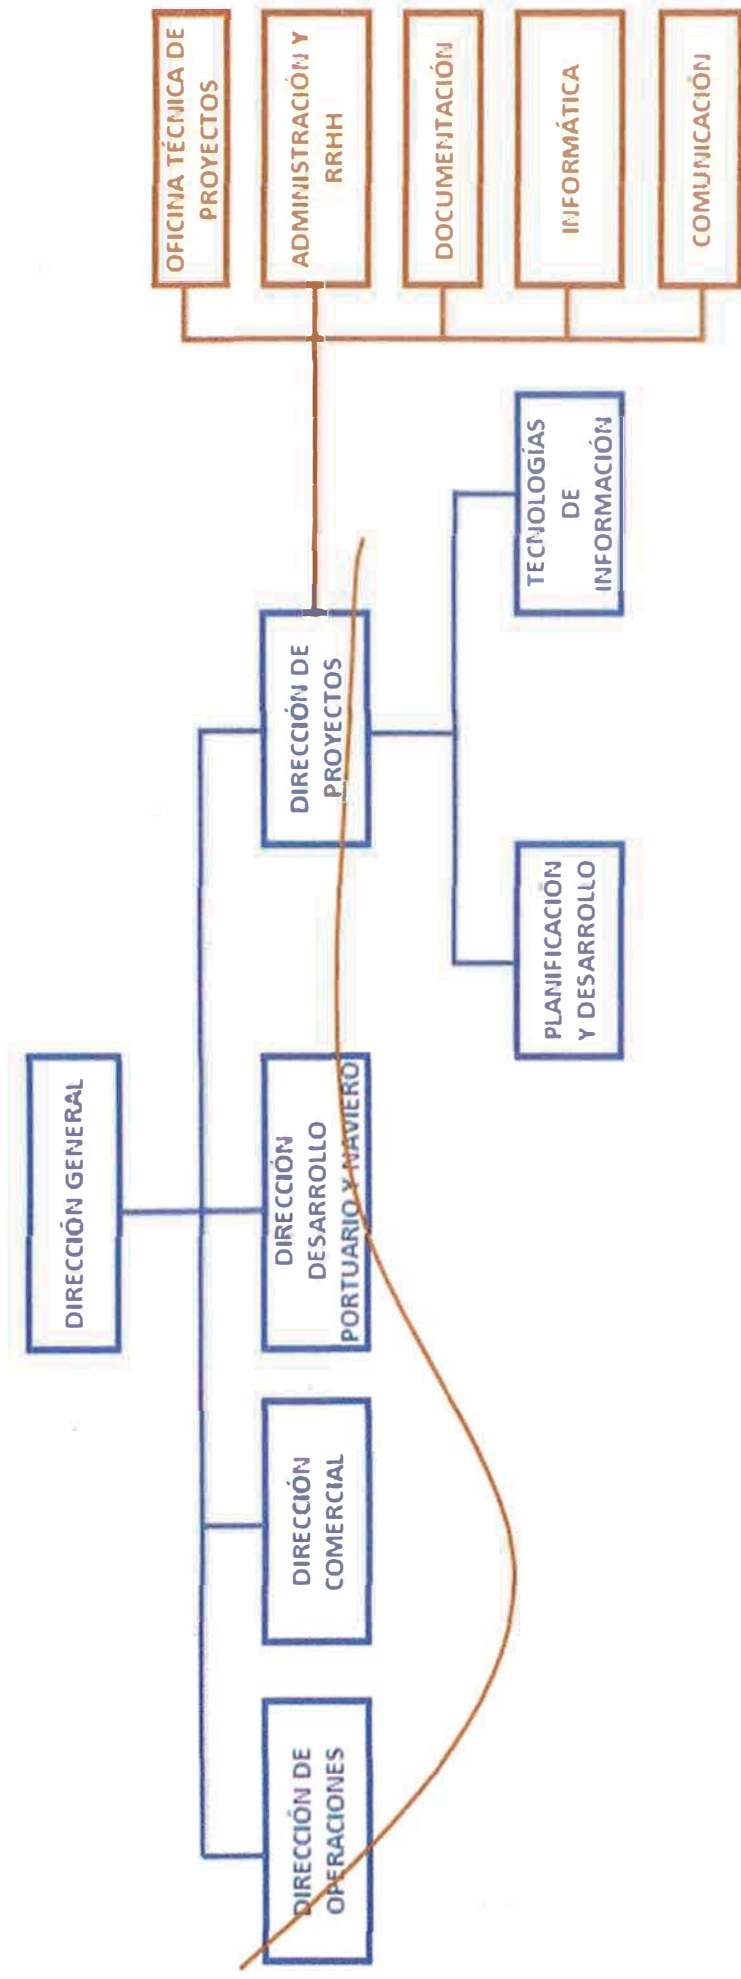 DIRECCIÓN GENERAL
DIRECCIÓN DE
OPERACIONES
DIRECCIÓN
COMERCIAL
DIRECCIÓN
DESARROLLO
PORTUARIO Y NAVIERO
DIRECCIÓN DE
PROYECTOS
PLANIFICACIÓN
Y DESARROLLO
TECNOLOGÍAS
DE
INFORMACIÓN
OFICINA TÉCNICA DE
PROYECTOS
ADMINISTRACIÓN Y
RRHH
DOCUMENTACIÓN
INFORMÁTICA
COMUNICACIÓN